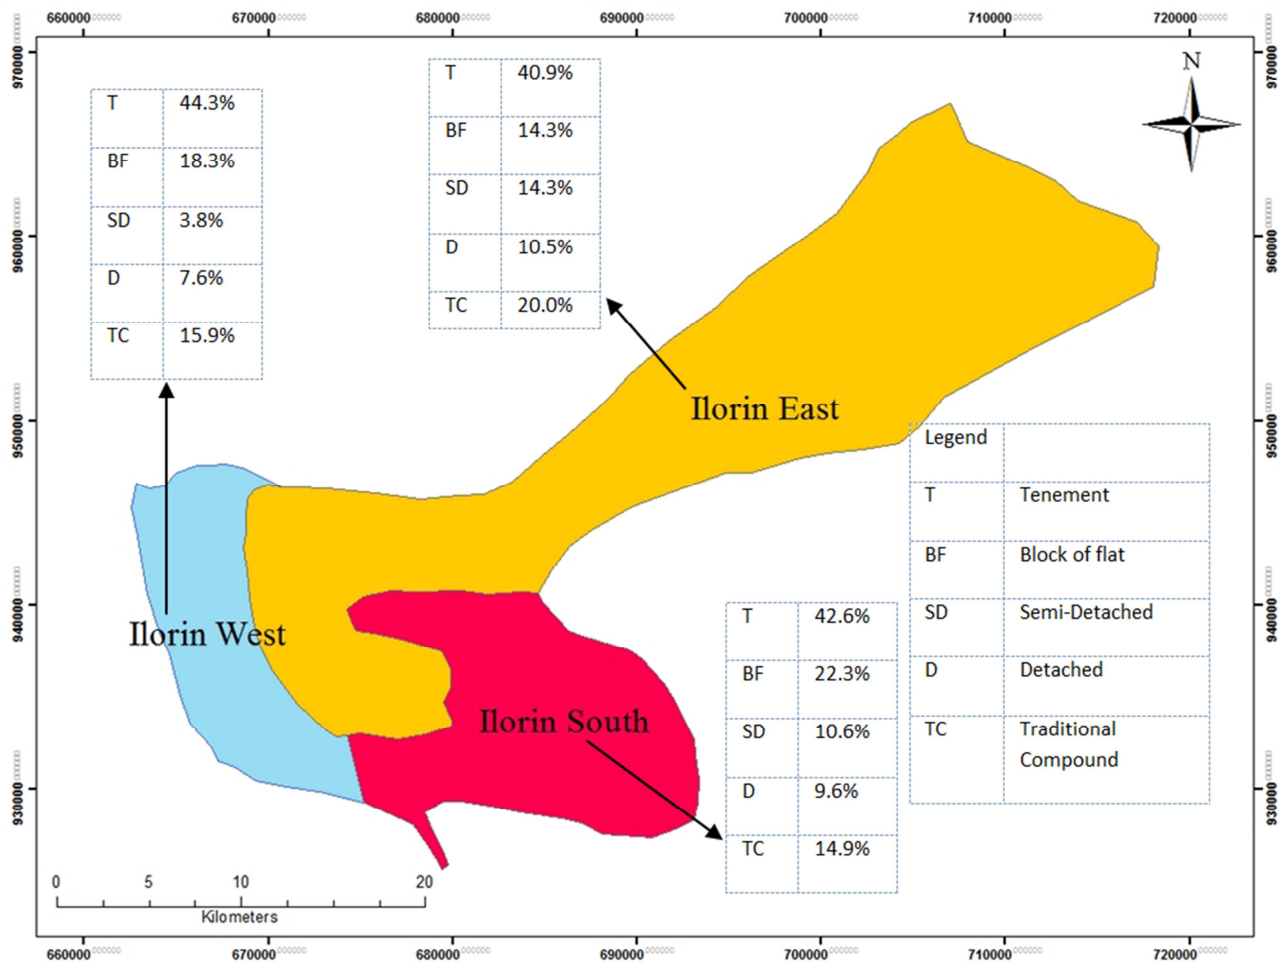 660000 670000 680000 690000 700000 710000 720000
970000 970000
960000 960000
950000 950000
940000 940000
930000 930000
N
T 44.3%
BF 18.3%
SD 3.8%
D 7.6%
TC 15.9%
T 40.9%
BF 14.3%
SD 14.3%
D 10.5%
TC 20.0%
Ilorin East
Ilorin West
Ilorin South
T 42.6%
BF 22.3%
SD 10.6%
D 9.6%
TC 14.9%
Legend
T Tenement
BF Block of flat
SD Semi-Detached
D Detached
TC Traditional
Compound
0 5 10 20
Kilometers
660000 670000 680000 690000 700000 710000 720000